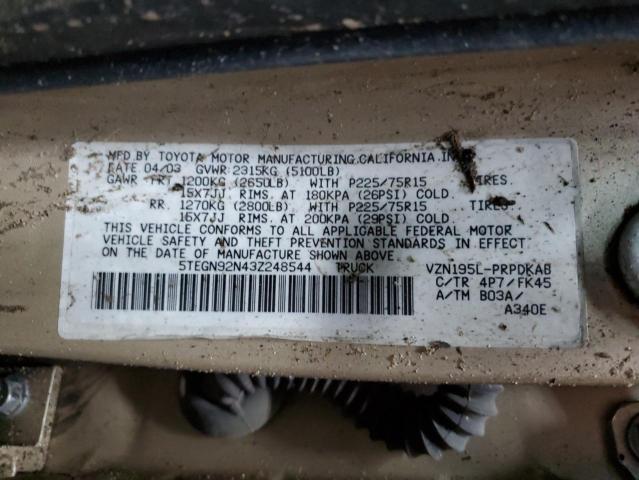 MFD.BY TOYOTA MOTOR MANUFACTURING,CALIFORNIA,IN
DATE 04/03 GVWR 2315KG (5100LB)
GAWR FRT 1200KG (2650LB) WITH P225/75R15 TIRES.
15X7JJ RIMS. AT 180KPA (26PSI) COLD
RR. 1270KG (2800LB) WITH P225/75R15 TIRES
15X7JJ RIMS. AT 200KPA (29PSI) COLD
THIS VEHICLE CONFORMS TO ALL APPLICABLE FEDERAL MOTOR
VEHICLE SAFETY AND THEFT PREVENTION STANDARDS IN EFFECT
ON THE DATE OF MANUFACTURE SHOWN ABOVE.
5TEGN92N43Z248544 TRUCK VZN195L-PRPDKAB
C/TR 4P7/FK45
A/TM B03A/
A340E